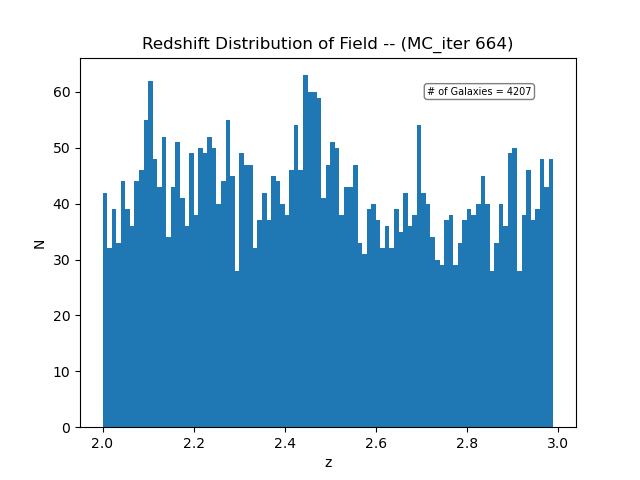 Redshift Distribution of Field -- (MC_iter 664)
# of Galaxies = 4207
60
50
40
30
20
10
0
N
2.0 2.2 2.4 2.6 2.8 3.0
z